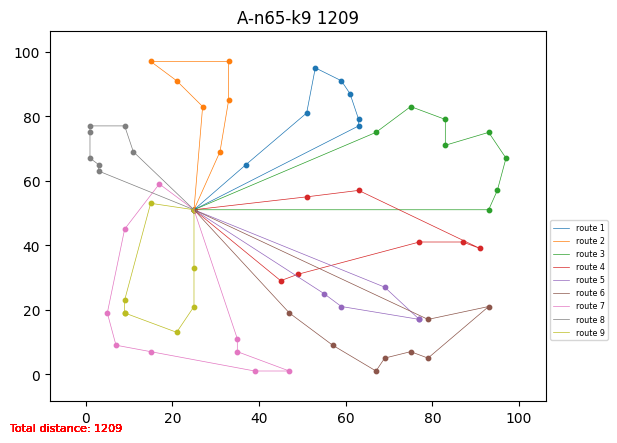 A-n65-k9 1209
100
80
60
40
20
0
0 20 40 60 80 100
route 1
route 2
route 3
route 4
route 5
route 6
route 7
route 8
route 9
Total distance: 1209